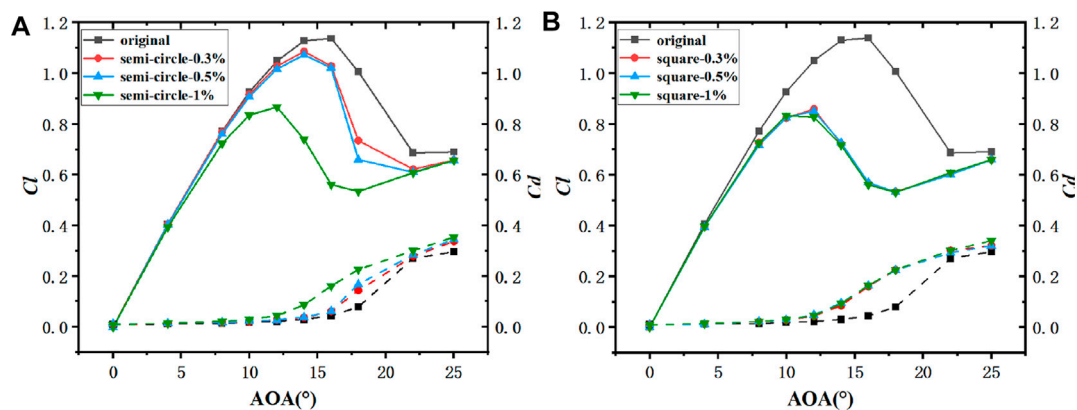 A
original
semi-circle-0.3%
semi-circle-0.5%
semi-circle-1%
1.2
1.0
0.8
0.6
0.4
0.2
0.0
Cl
1.2
1.0
0.8
0.6
0.4
0.2
0.0
Cd
0 5 10 15 20 25
AOA(°)
B
original
square-0.3%
square-0.5%
square-1%
1.2
1.0
0.8
0.6
0.4
0.2
0.0
Cl
1.2
1.0
0.8
0.6
0.4
0.2
0.0
Cd
0 5 10 15 20 25
AOA(°)